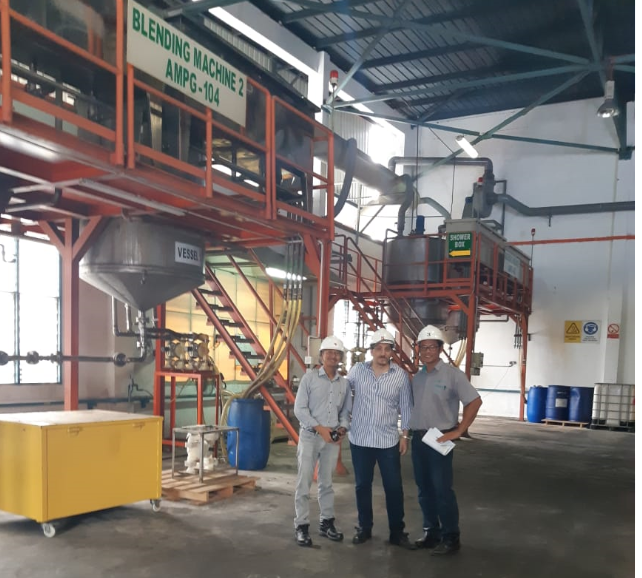 BLENDING MACHINE 2
AMPG-104
VESSEL
SHOWER
BOX